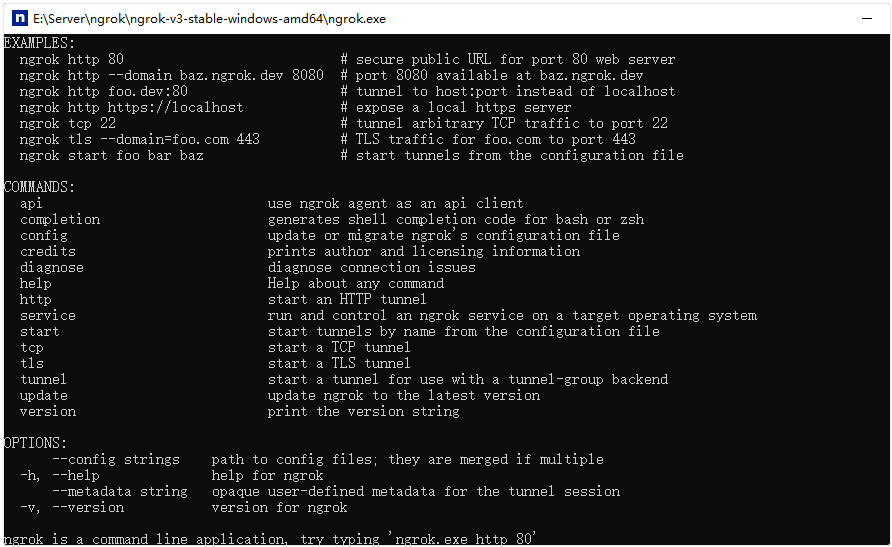 n E:\Server\ngrok\ngrok-v3-stable-windows-amd64\ngrok.exe
EXAMPLES:
  ngrok http 80                           # secure public URL for port 80 web server
  ngrok http --domain baz.ngrok.dev 8080  # port 8080 available at baz.ngrok.dev
  ngrok http foo.dev:80                   # tunnel to host:port instead of localhost
  ngrok http https://localhost            # expose a local https server
  ngrok tcp 22                            # tunnel arbitrary TCP traffic to port 22
  ngrok tls --domain=foo.com 443          # TLS traffic for foo.com to port 443
  ngrok start foo bar baz                 # start tunnels from the configuration file
COMMANDS:
  api                            use ngrok agent as an api client
  completion                     generates shell completion code for bash or zsh
  config                         update or migrate ngrok's configuration file
  credits                        prints author and licensing information
  diagnose                       diagnose connection issues
  help                           Help about any command
  http                           start an HTTP tunnel
  service                        run and control an ngrok service on a target operating system
  start                          start tunnels by name from the configuration file
  tcp                            start a TCP tunnel
  tls                            start a TLS tunnel
  tunnel                         start a tunnel for use with a tunnel-group backend
  update                         update ngrok to the latest version
  version                        print the version string
OPTIONS:
      --config strings    path to config files; they are merged if multiple
  -h, --help              help for ngrok
      --metadata string   opaque user-defined metadata for the tunnel session
  -v, --version           version for ngrok
ngrok is a command line application, try typing 'ngrok.exe http 80'